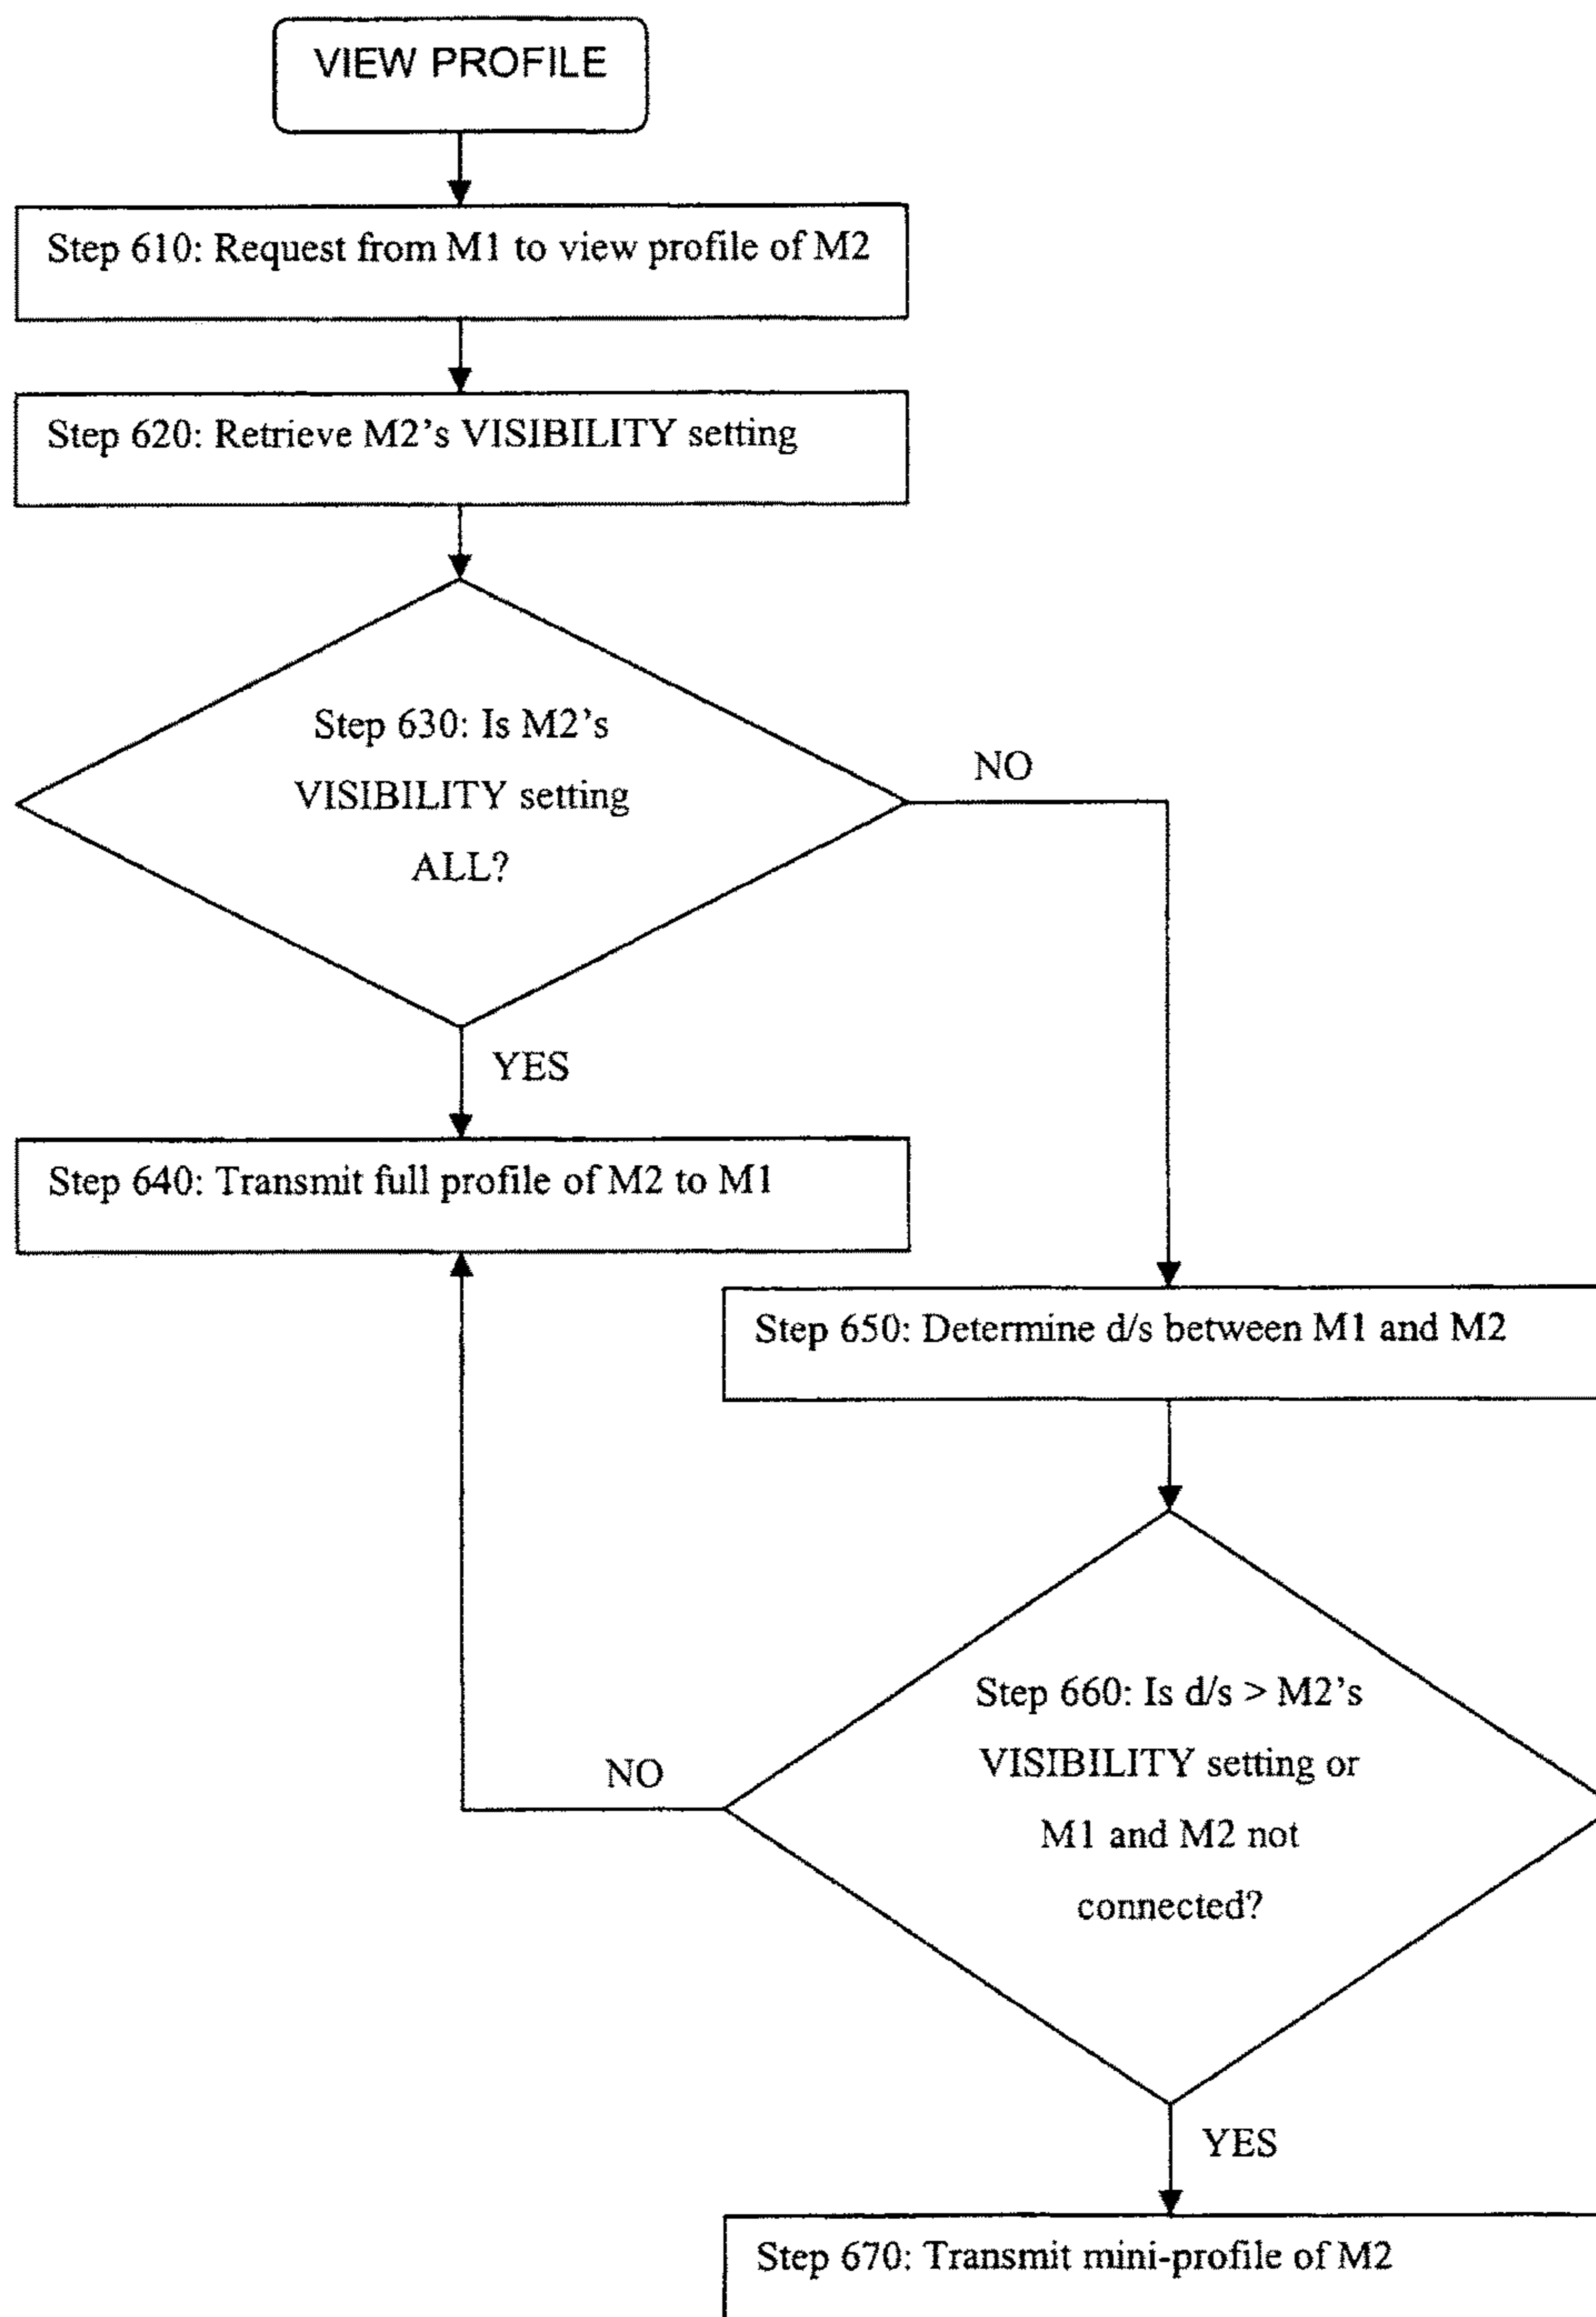 VIEW PROFILE
Step 610: Request from M1 to view profile of M2
Step 620: Retrieve M2's VISIBILITY setting
Step 630: Is M2's
VISIBILITY setting
ALL?
NO
YES
Step 640: Transmit full profile of M2 to M1
Step 650: Determine d/s between M1 and M2
Step 660: Is d/s > M2's
VISIBILITY setting or
M1 and M2 not
connected?
NO
YES
Step 670: Transmit mini-profile of M2